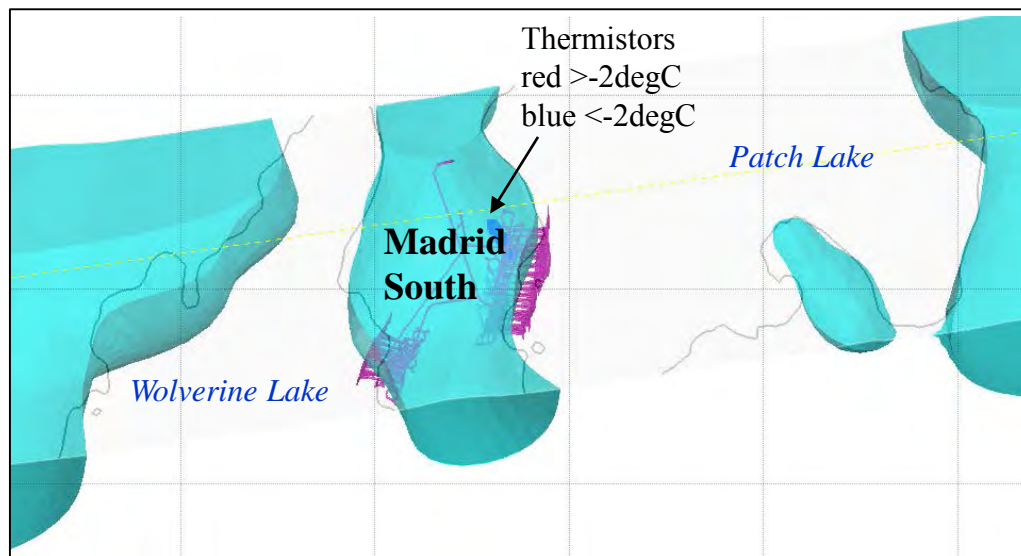 Thermistors
red >-2degC
blue <-2degC
Patch Lake
Madrid
South
Wolverine Lake